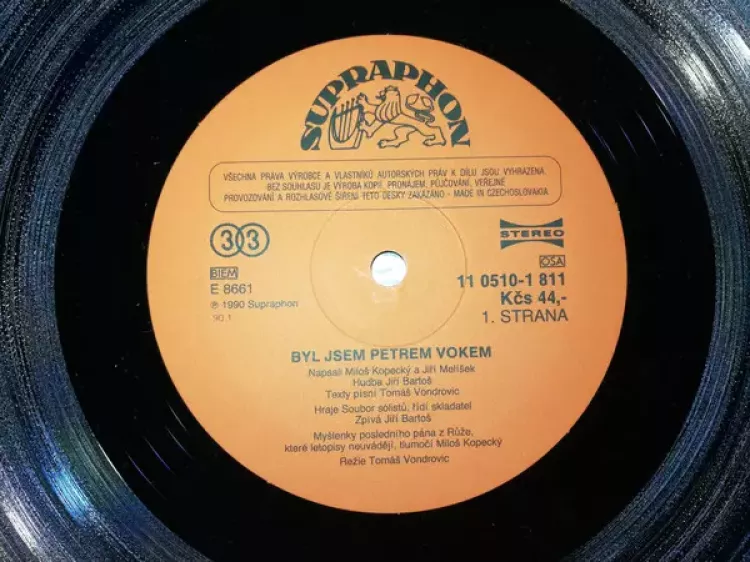 SUPRAPHON
VŠECHNA PRÁVA VÝROBCE A VLASTNÍKŮ AUTORSKÝCH PRÁV K DÍLU JSOU VYHRAZENA.
BEZ SOUHLASU JE VÝROBA KOPIÍ, PRONÁJEM, PŮJČOVÁNÍ, VEŘEJNÉ
PROVOZOVÁNÍ A ROZHLASOVÉ ŠÍŘENÍ TÉTO DESKY ZAKÁZÁNO - MADE IN CZECHOSLOVAKIA
33
STEREO
BIEM
OSA
E 8661
11 0510-1 811
℗ 1990 Supraphon
Kčs 44,-
90 1
1. STRANA
BYL JSEM PETREM VOKEM
Napsali Miloš Kopecký a Jiří Melíšek
Hudba Jiří Bartoš
Texty písní Tomáš Vondrovic
Hraje Soubor sólistů, řídí skladatel
Zpívá Jiří Bartoš
Myšlenky posledního pána z Růže,
které letopisy neuvádějí, tlumočí Miloš Kopecký
Režie Tomáš Vondrovic